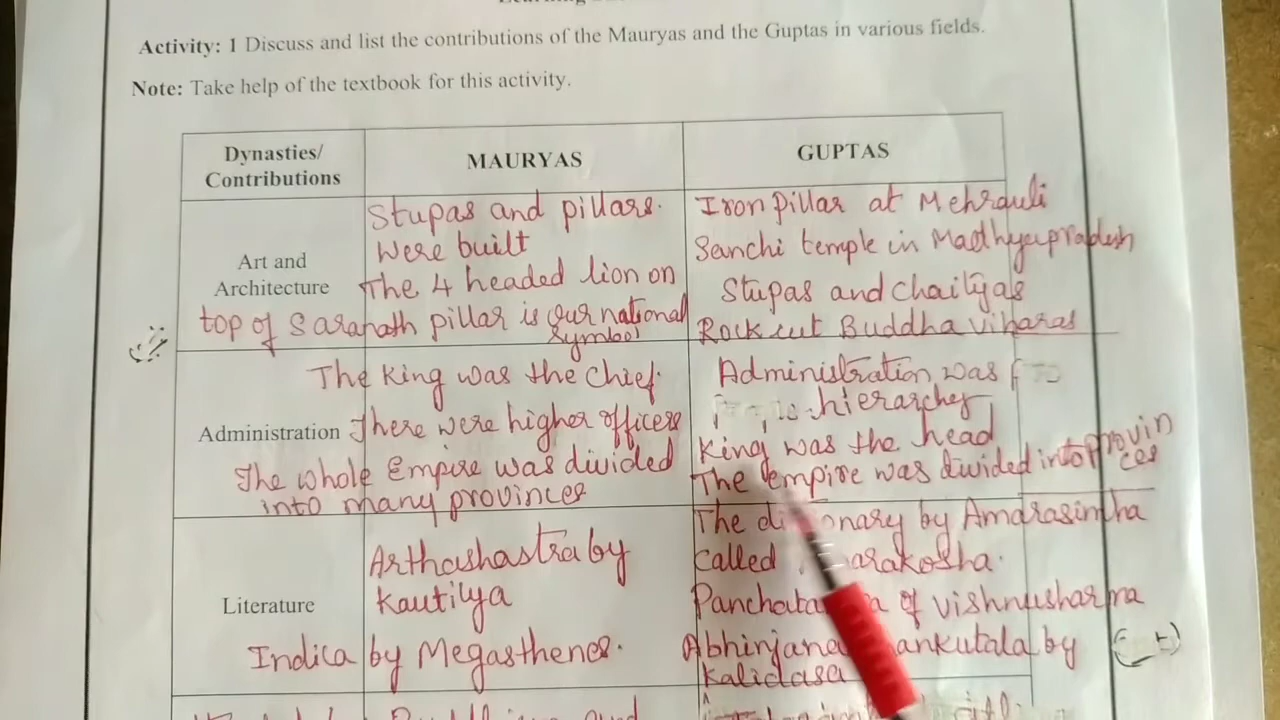 Activity: 1 Discuss and list the contributions of the Mauryas and the Guptas in various fields.
Note: Take help of the textbook for this activity.
Dynasties/
Contributions
MAURYAS
GUPTAS
Art and
Architecture
Stupas and pillars.
were built
The 4 headed lion on
top of Saranath pillar is our national
symbol
Iron pillar at Mehrauli
Sanchi temple in Madhyapradesh
Stupas and chaityas
Rock cut Buddha viharas
Administration
The King was the chief.
There were higher officers
The whole Empire was divided
into many provinces
Administration was
hierarchy
King was the head
The empire was divided into provin
ces
Literature
Arthashastra by
Kautilya
Indica by Megasthenes.
The by Amarasimha
called
of Vishnusharma
by
Kalidasa